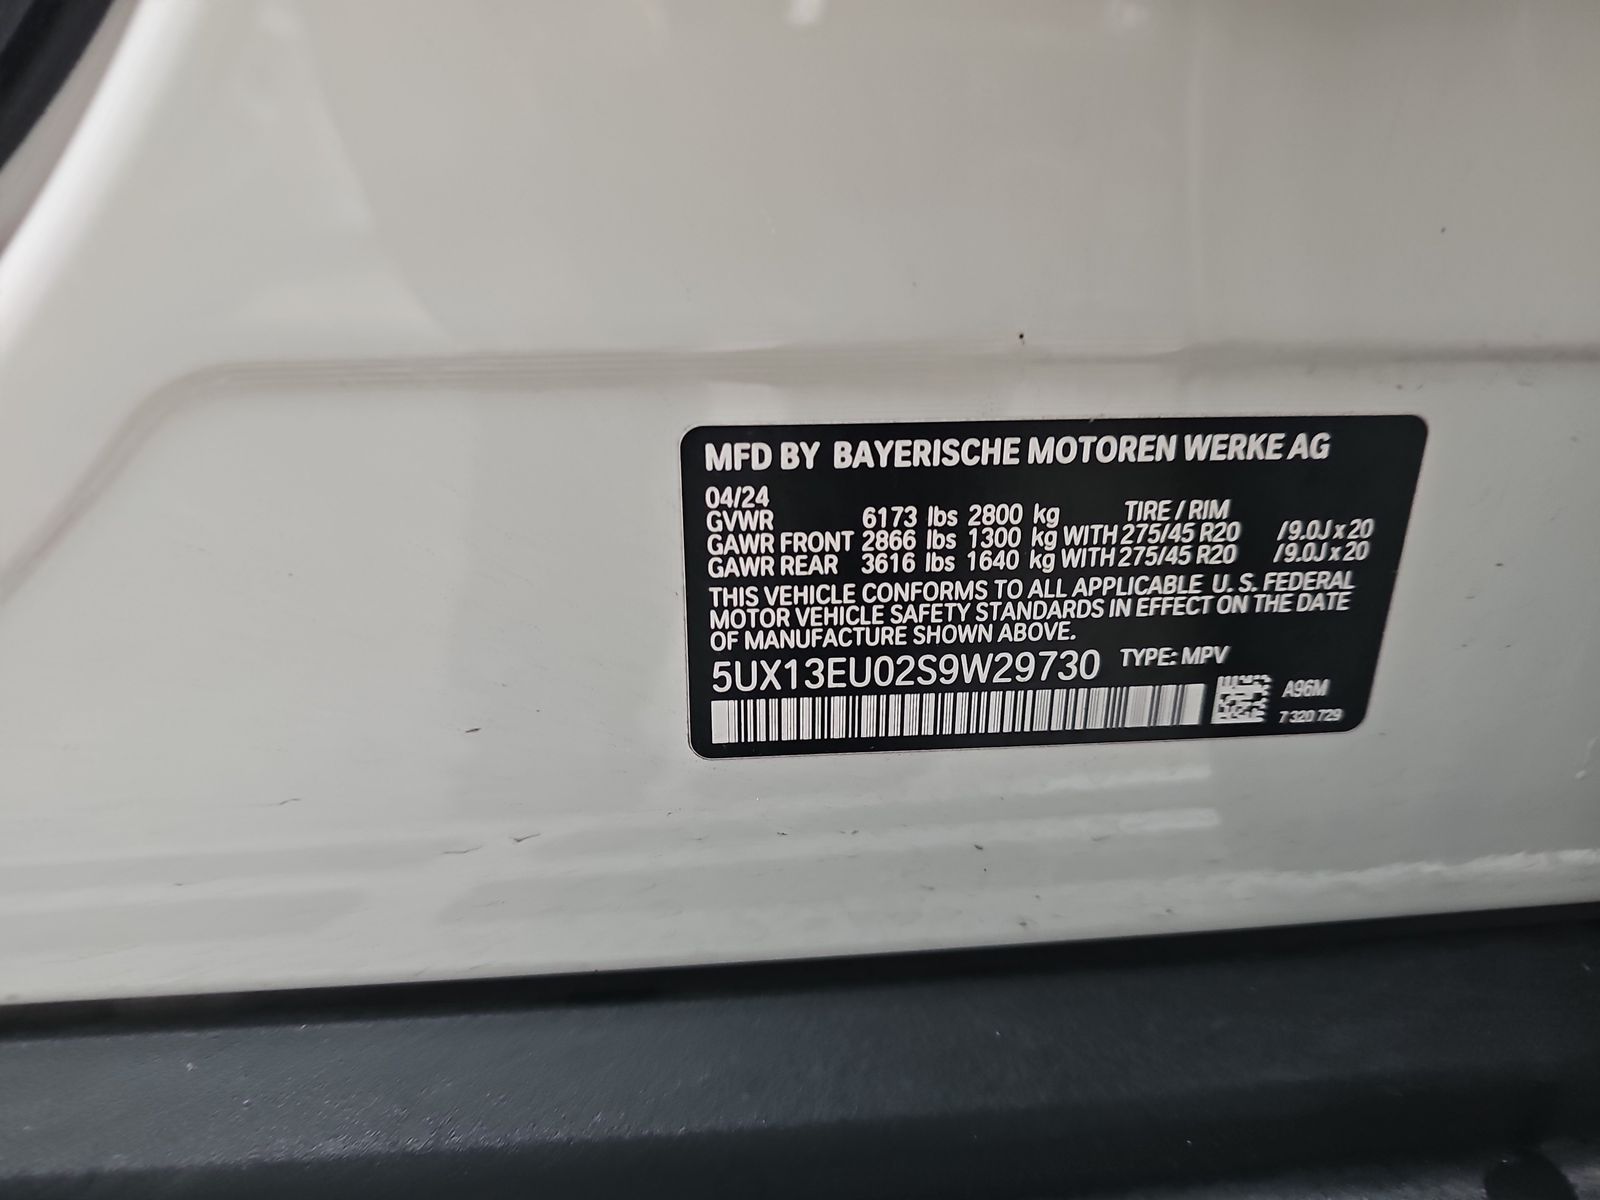 MFD BY BAYERISCHE MOTOREN WERKE AG
04/24
GVWR 6173 lbs 2800 kg TIRE / RIM
GAWR FRONT 2866 lbs 1300 kg WITH 275/45 R20 / 9.0J x 20
GAWR REAR 3616 lbs 1640 kg WITH 275/45 R20 / 9.0J x 20
THIS VEHICLE CONFORMS TO ALL APPLICABLE U. S. FEDERAL
MOTOR VEHICLE SAFETY STANDARDS IN EFFECT ON THE DATE
OF MANUFACTURE SHOWN ABOVE.
5UX13EU02S9W29730 TYPE: MPV
A96M
7 320 729